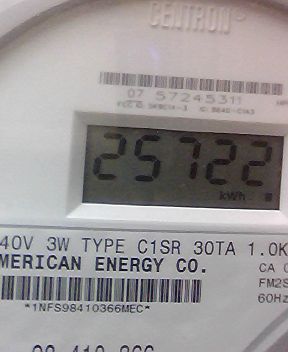 CENTRON®
07 57245311
25722
kWh
40V 3W TYPE C1SR 30TA 1.0K
MERICAN ENERGY CO. CA 0
FM2S
60Hz
*1NFS98410366MEC*